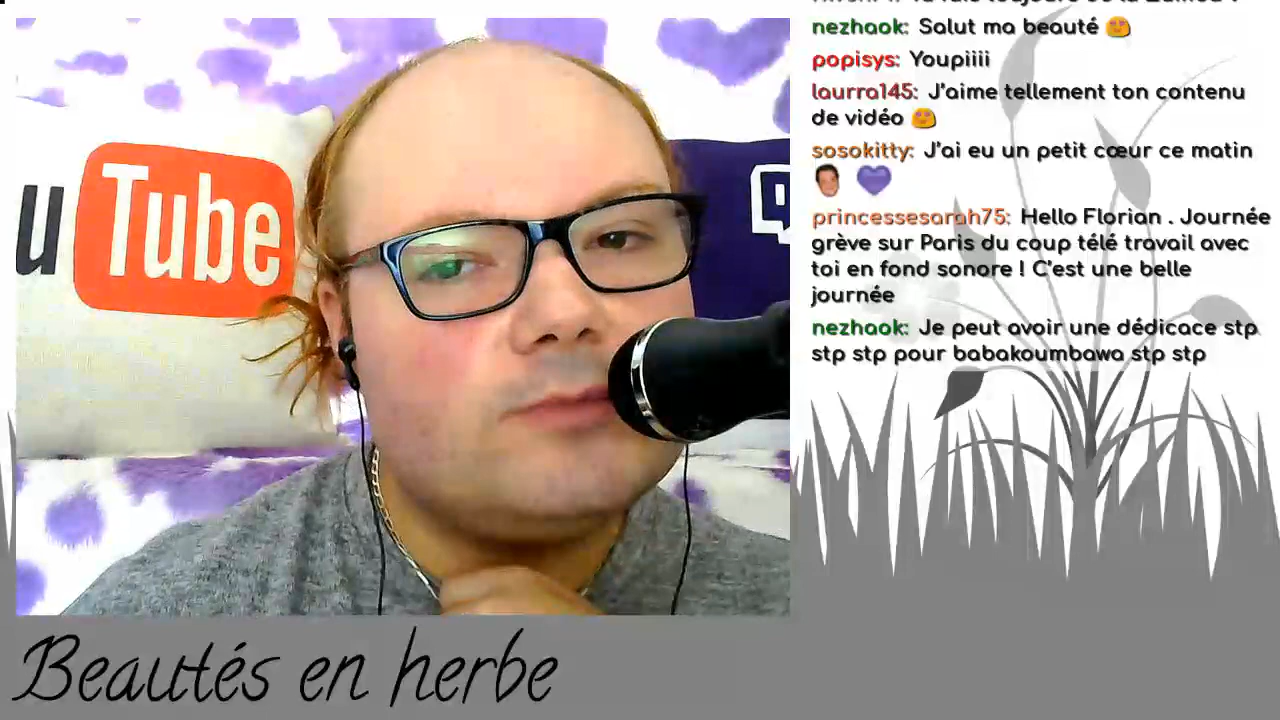 nezhaok: Salut ma beauté 😍
popisys: Youpiiii
laurra145: J'aime tellement ton contenu
de vidéo 😍
sosokitty: J'ai eu un petit cœur ce matin
💜
princessesarah75: Hello Florian . Journée
grève sur Paris du coup télé travail avec
toi en fond sonore ! C'est une belle
journée
nezhaok: Je peut avoir une dédicace stp
stp stp pour babakoumbawa stp stp
u Tube
Beautés en herbe